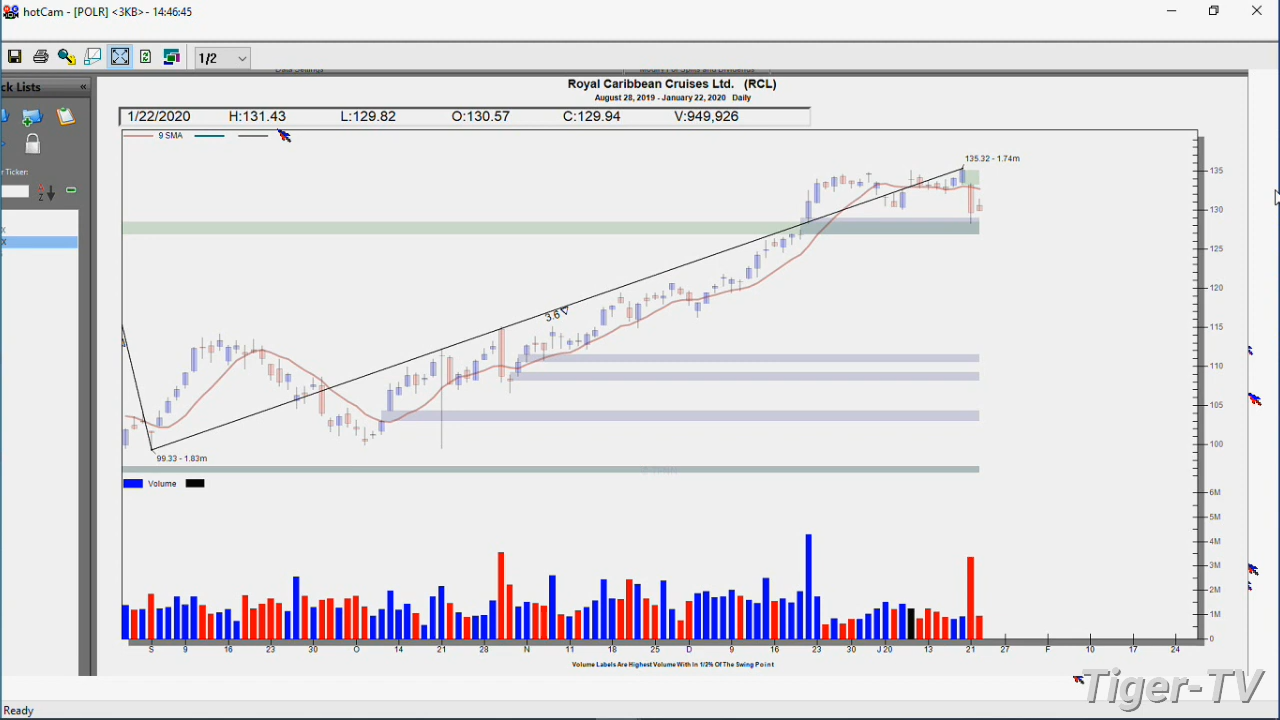 hotCam - [POLR] <3KB> - 14:46:45
1/2
Royal Caribbean Cruises Ltd. (RCL)
August 28, 2019 - January 22, 2020 Daily
1/22/2020 H:131.43 L:129.82 O:130.57 C:129.94 V:949,926
ck Lists «
r Ticker:
X
X
9 SMA
135.32 - 1.74m
3.6
99.33 - 1.83m
Volume
135
130
125
120
115
110
105
100
6M
5M
4M
3M
2M
1M
0
S 9 16 23 30 O 14 21 28 N 11 18 25 D 9 16 23 30 J 20 13 21 27 F 10 17 24
Volume Labels Are Highest Volume With In 1/2% Of The Swing Point
Tiger-TV
Ready